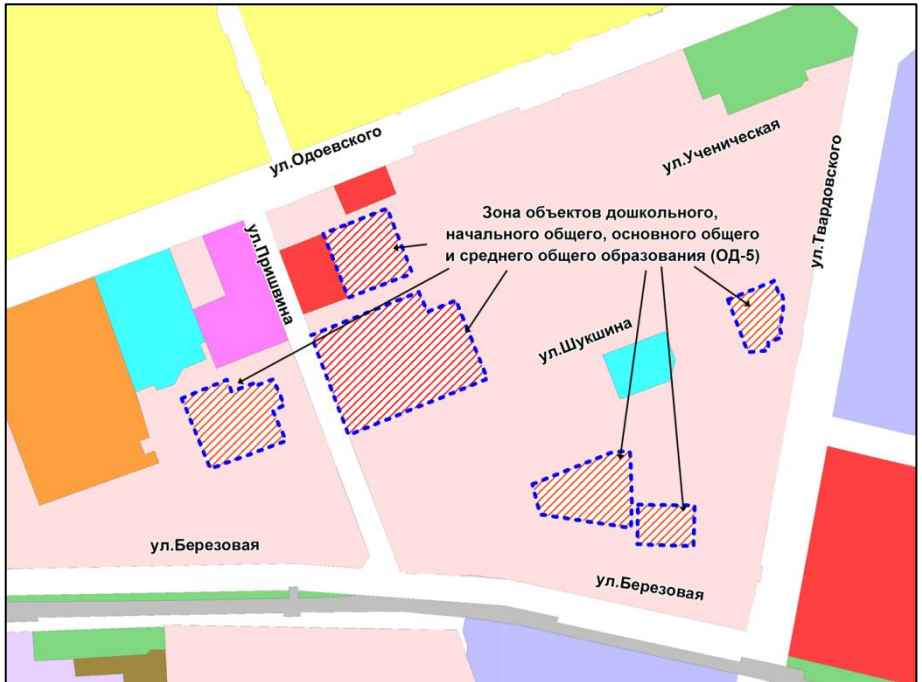 ул.Одоевского
ул.Ученическая
ул.Пришвина
Зона объектов дошкольного,
начального общего, основного общего
и среднего общего образования (ОД-5)
ул.Твардовского
ул.Шукшина
ул.Березовая
ул.Березовая